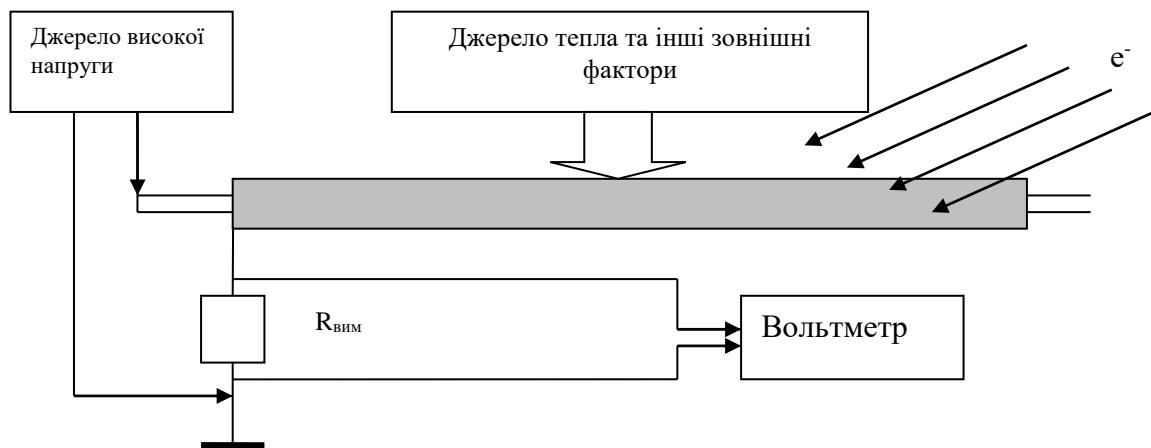 Джерело високої
напруги
Джерело тепла та інші зовнішні
фактори
e⁻
Rвим
Вольтметр